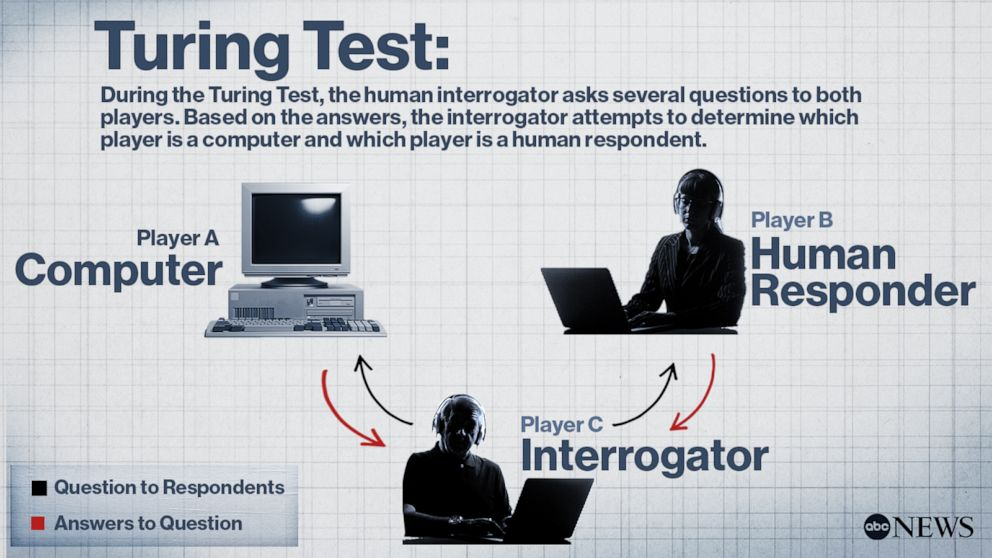 Turing Test:
During the Turing Test, the human interrogator asks several questions to both
players. Based on the answers, the interrogator attempts to determine which
player is a computer and which player is a human respondent.
Player A
Computer
Player B
Human
Responder
Player C
Interrogator
Question to Respondents
Answers to Question
abc NEWS